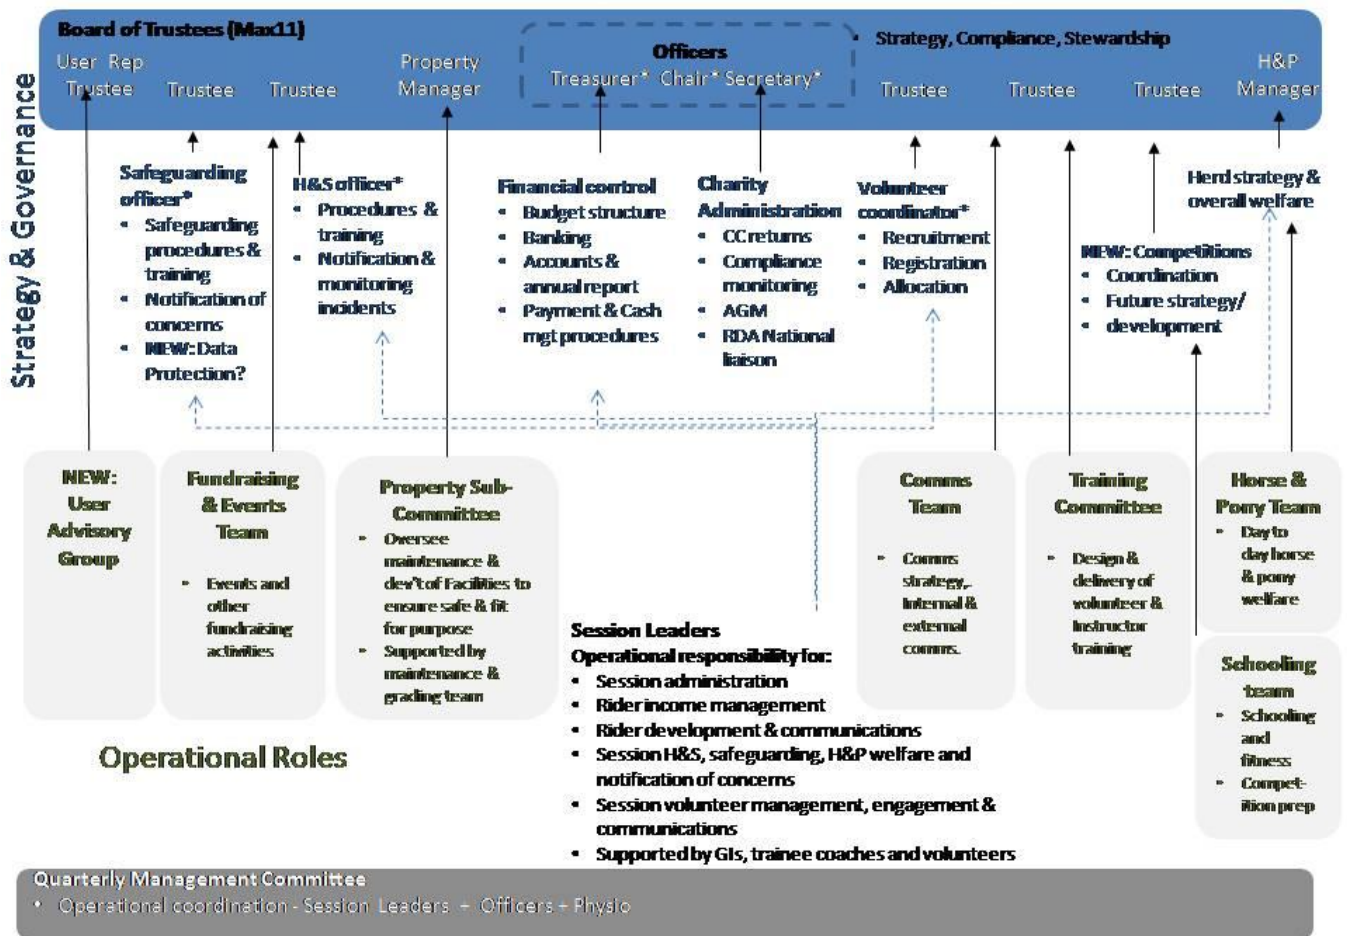 Board of Trustees (Max11)
User Rep
Trustee
Trustee
Trustee
Property
Manager
Officers
Treasurer* Chair* Secretary*
• Strategy, Compliance, Stewardship
Trustee
Trustee
Trustee
H&P
Manager
Strategy & Governance
Safeguarding
officer*
• Safeguarding
procedures &
training
• Notification of
concerns
• NEW: Data
Protection?
H&S officer*
• Procedures &
training
• Notification &
monitoring
incidents
Financial control
• Budget structure
• Banking
• Accounts &
annual report
• Payment & Cash
mgt procedures
Charity
Administration
• CC returns
• Compliance
monitoring
• AGM
• RDA National
liaison
Volunteer
coordinator*
• Recruitment
• Registration
• Allocation
NEW: Competitions
• Coordination
• Future strategy/
• development
Herd strategy &
overall welfare
NEW:
User
Advisory
Group
Fundraising
& Events
Team
• Events and
other
fundraising
activities
Property Sub-
Committee
• Oversee
maintenance &
dev't of Facilities to
ensure safe & fit
for purpose
• Supported by
maintenance &
grading team
Session Leaders
Operational responsibility for:
• Session administration
• Rider income management
• Rider development & communications
• Session H&S, safeguarding, H&P welfare and
notification of concerns
• Session volunteer management, engagement &
communications
• Supported by GIs, trainee coaches and volunteers
Comms
Team
• Comms
strategy,.
Internal &
external
comms.
Training
Committee
• Design &
delivery of
volunteer &
Instructor
training
Horse &
Pony Team
• Day to
day horse
& pony
welfare
Schooling
team
• Schooling
and
fitness
• Compet-
ition prep
Operational Roles
Quarterly Management Committee
• Operational coordination - Session Leaders + Officers + Physio